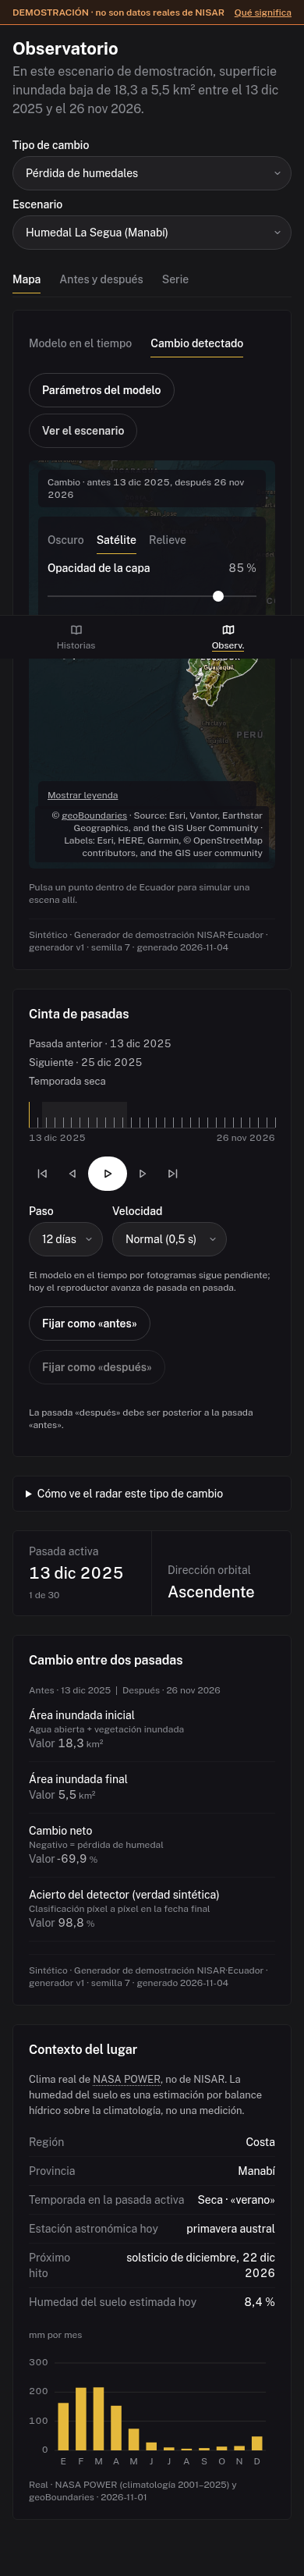 DEMOSTRACIÓN · no son datos reales de NISAR Qué significa
Observatorio
En este escenario de demostración, superficie
inundada baja de 18,3 a 5,5 km² entre el 13 dic
2025 y el 26 nov 2026.
Tipo de cambio
Pérdida de humedales
Escenario
Humedal La Segua (Manabí)
Mapa Antes y después Serie
Modelo en el tiempo Cambio detectado
Parámetros del modelo
Ver el escenario
Cambio · antes 13 dic 2025, después 26 nov
2026
Oscuro Satélite Relieve
Opacidad de la capa 85 %
Historias Observ.
Guayaquil
PERU
Mostrar leyenda
© geoBoundaries · Source: Esri, Vantor, Earthstar
Geographics, and the GIS User Community ·
Labels: Esri, HERE, Garmin, © OpenStreetMap
contributors, and the GIS user community
Pulsa un punto dentro de Ecuador para simular una
escena allí.
Sintético · Generador de demostración NISAR·Ecuador ·
generador v1 · semilla 7 · generado 2026-11-04
Cinta de pasadas
Pasada anterior · 13 dic 2025
Siguiente · 25 dic 2025
Temporada seca
13 dic 2025 26 nov 2026
Paso Velocidad
12 días Normal (0,5 s)
El modelo en el tiempo por fotogramas sigue pendiente;
hoy el reproductor avanza de pasada en pasada.
Fijar como «antes»
Fijar como «después»
La pasada «después» debe ser posterior a la pasada
«antes».
Cómo ve el radar este tipo de cambio
Pasada activa
13 dic 2025
1 de 30
Dirección orbital
Ascendente
Cambio entre dos pasadas
Antes · 13 dic 2025 | Después · 26 nov 2026
Área inundada inicial
Agua abierta + vegetación inundada
Valor 18,3 km²
Área inundada final
Valor 5,5 km²
Cambio neto
Negativo = pérdida de humedal
Valor -69,9 %
Acierto del detector (verdad sintética)
Clasificación píxel a píxel en la fecha final
Valor 98,8 %
Sintético · Generador de demostración NISAR·Ecuador ·
generador v1 · semilla 7 · generado 2026-11-04
Contexto del lugar
Clima real de NASA POWER, no de NISAR. La
humedad del suelo es una estimación por balance
hídrico sobre la climatología, no una medición.
Región Costa
Provincia Manabí
Temporada en la pasada activa Seca · «verano»
Estación astronómica hoy primavera austral
Próximo hito solsticio de diciembre, 22 dic 2026
Humedad del suelo estimada hoy 8,4 %
mm por mes
300
200
100
0
E F M A M J J A S O N D
Real · NASA POWER (climatología 2001–2025) y
geoBoundaries · 2026-11-01